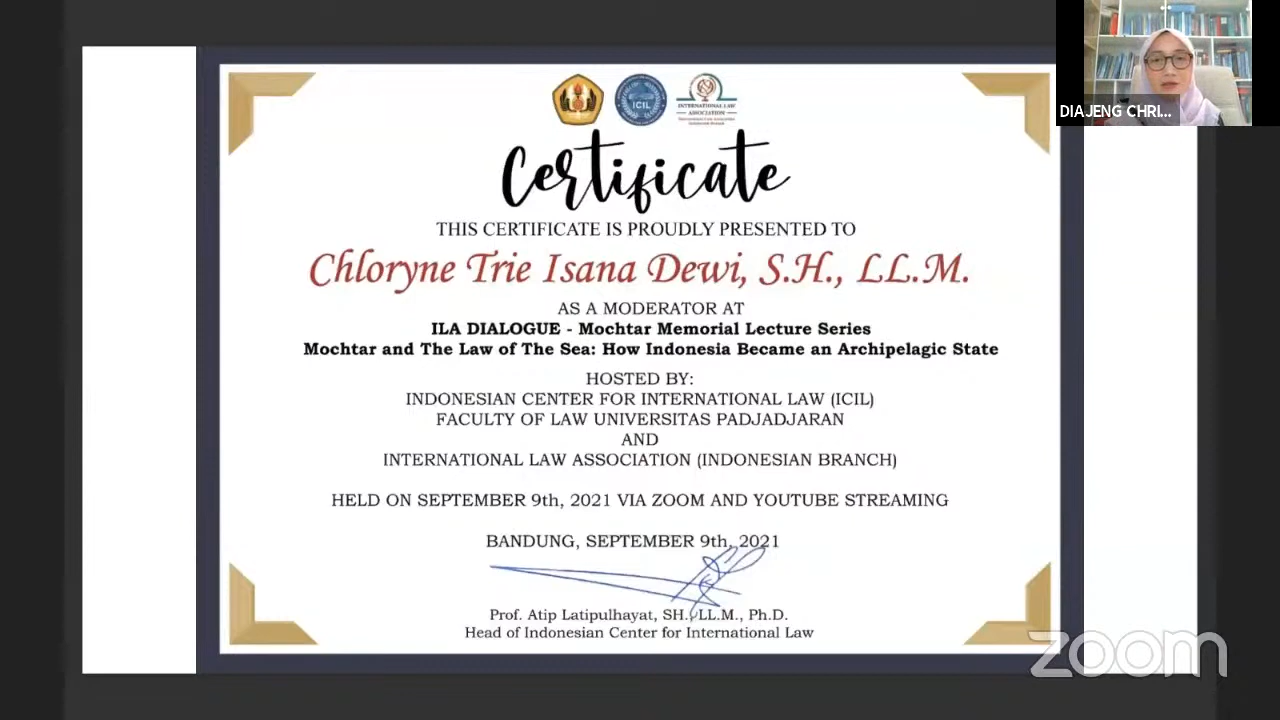 DIAJENG CHRI...
ICIL
INTERNATIONAL LAW
ASSOCIATION
Certificate
THIS CERTIFICATE IS PROUDLY PRESENTED TO
Chloryne Trie Isana Dewi, S.H., LL.M.
AS A MODERATOR AT
ILA DIALOGUE - Mochtar Memorial Lecture Series
Mochtar and The Law of The Sea: How Indonesia Became an Archipelagic State
HOSTED BY:
INDONESIAN CENTER FOR INTERNATIONAL LAW (ICIL)
FACULTY OF LAW UNIVERSITAS PADJADJARAN
AND
INTERNATIONAL LAW ASSOCIATION (INDONESIAN BRANCH)
HELD ON SEPTEMBER 9th, 2021 VIA ZOOM AND YOUTUBE STREAMING
BANDUNG, SEPTEMBER 9th, 2021
Prof. Atip Latipulhayat, SH., LL.M., Ph.D.
Head of Indonesian Center for International Law
zoom